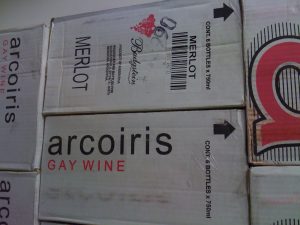 MERLOT
MERLOT
CONT. 6 BOTTLES x 750ml
arcoiris
GAY WINE
arcoiris
GAY WINE
CONT. 6 BOTTLES x 750ml